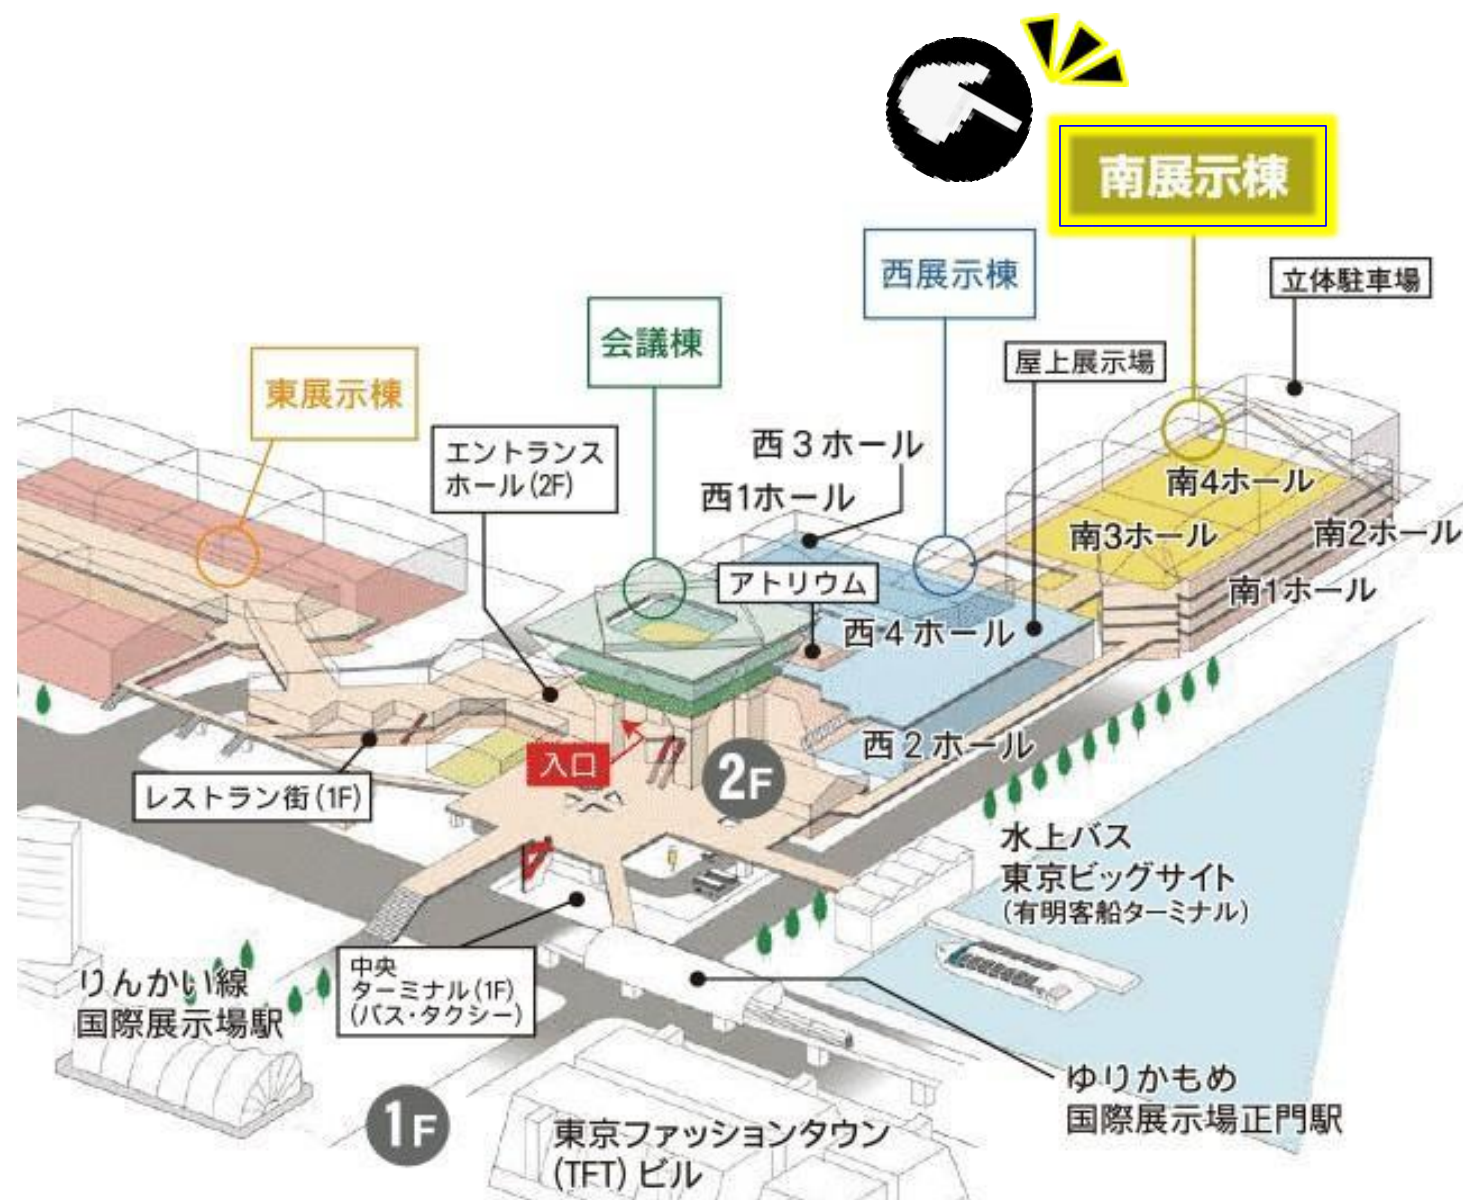 南展示棟
西展示棟
立体駐車場
会議棟
屋上展示場
東展示棟
エントランス
ホール(2F)
西3ホール
西1ホール
南4ホール
南3ホール
南2ホール
アトリウム
南1ホール
西4ホール
入口
2F
西2ホール
レストラン街(1F)
水上バス
東京ビッグサイト
(有明客船ターミナル)
中央
ターミナル(1F)
(バス・タクシー)
りんかい線
国際展示場駅
ゆりかもめ
国際展示場正門駅
1F
東京ファッションタウン
(TFT)ビル